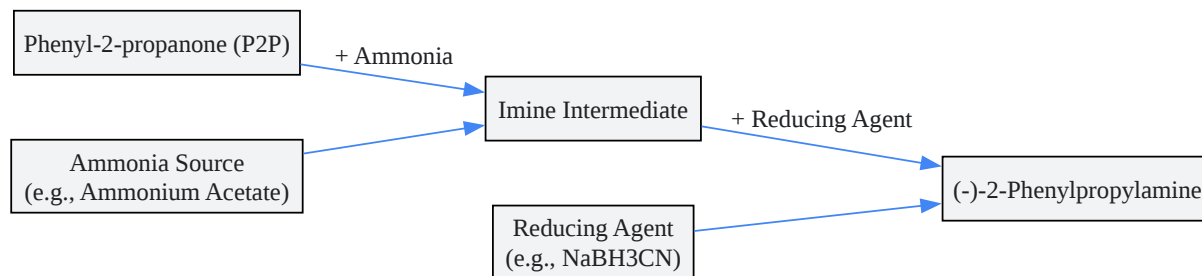 Phenyl-2-propanone (P2P)
+ Ammonia
Imine Intermediate
+ Reducing Agent
Ammonia Source
(e.g., Ammonium Acetate)
(-)-2-Phenylpropylamine
Reducing Agent
(e.g., NaBH3CN)